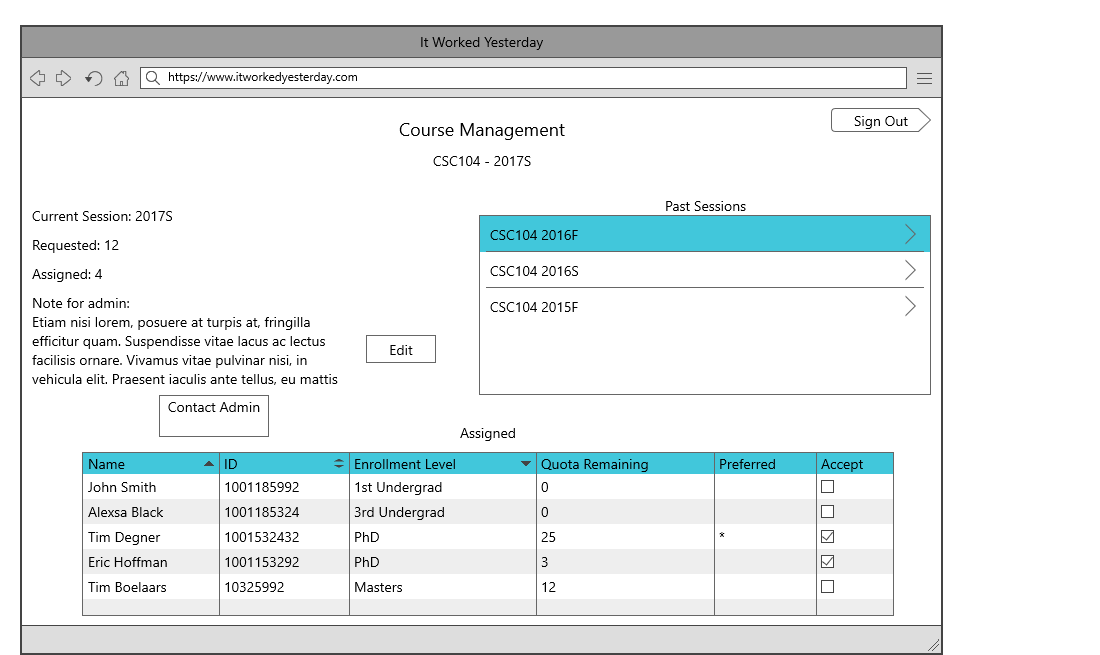 It Worked Yesterday
https://www.itworkedyesterday.com
Sign Out
Course Management
CSC104 - 2017S
Current Session: 2017S
Requested: 12
Assigned: 4
Note for admin:
Etiam nisi lorem, posuere at turpis at, fringilla
efficitur quam. Suspendisse vitae lacus ac lectus
facilisis ornare. Vivamus vitae pulvinar nisi, in
vehicula elit. Praesent iaculis ante tellus, eu mattis
Edit
Contact Admin
Past Sessions
CSC104 2016F
CSC104 2016S
CSC104 2015F
Assigned
Name ID Enrollment Level Quota Remaining Preferred Accept
John Smith 1001185992 1st Undergrad 0
Alexsa Black 1001185324 3rd Undergrad 0
Tim Degner 1001532432 PhD 25 *
Eric Hoffman 1001153292 PhD 3
Tim Boelaars 10325992 Masters 12